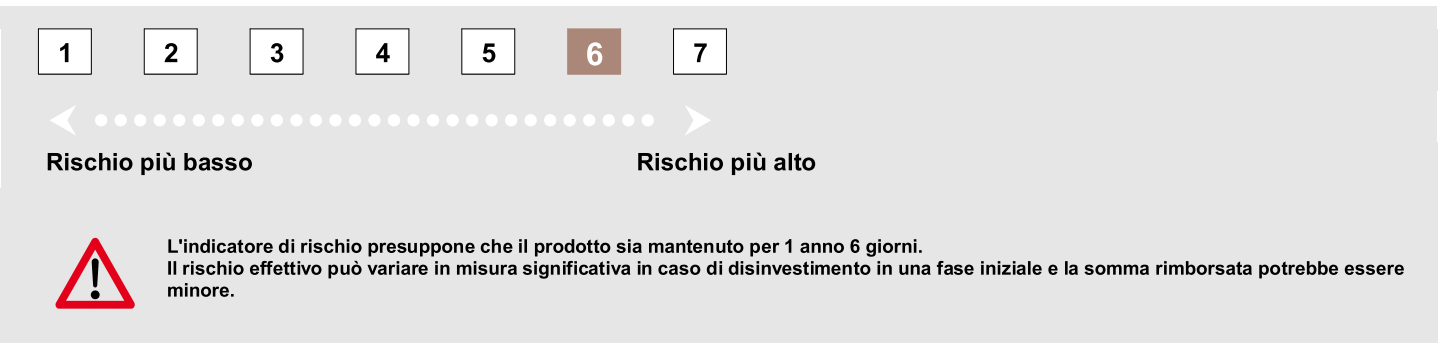 1 2 3 4 5 6 7
Rischio più basso Rischio più alto
L'indicatore di rischio presuppone che il prodotto sia mantenuto per 1 anno 6 giorni.
Il rischio effettivo può variare in misura significativa in caso di disinvestimento in una fase iniziale e la somma rimborsata potrebbe essere
minore.